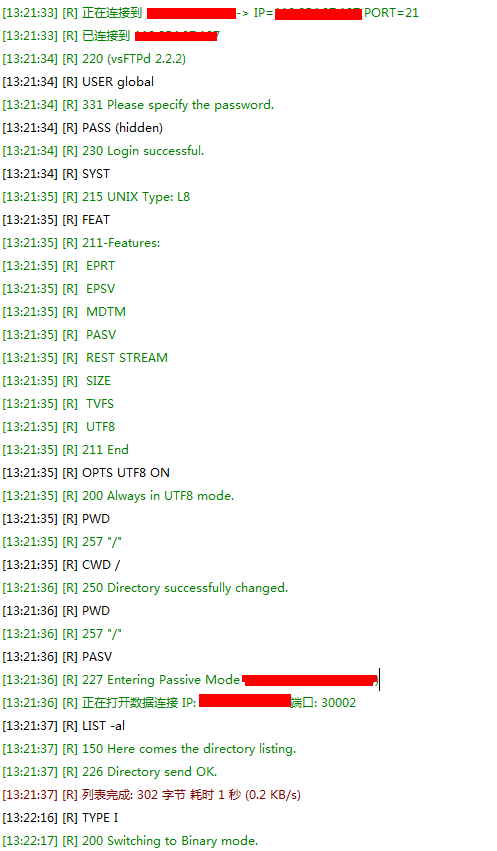 [13:21:33] [R] 正在连接到 -> IP= PORT=21
[13:21:33] [R] 已连接到
[13:21:34] [R] 220 (vsFTPd 2.2.2)
[13:21:34] [R] USER global
[13:21:34] [R] 331 Please specify the password.
[13:21:34] [R] PASS (hidden)
[13:21:34] [R] 230 Login successful.
[13:21:34] [R] SYST
[13:21:35] [R] 215 UNIX Type: L8
[13:21:35] [R] FEAT
[13:21:35] [R] 211-Features:
[13:21:35] [R] EPRT
[13:21:35] [R] EPSV
[13:21:35] [R] MDTM
[13:21:35] [R] PASV
[13:21:35] [R] REST STREAM
[13:21:35] [R] SIZE
[13:21:35] [R] TVFS
[13:21:35] [R] UTF8
[13:21:35] [R] 211 End
[13:21:35] [R] OPTS UTF8 ON
[13:21:35] [R] 200 Always in UTF8 mode.
[13:21:35] [R] PWD
[13:21:35] [R] 257 "/"
[13:21:35] [R] CWD /
[13:21:36] [R] 250 Directory successfully changed.
[13:21:36] [R] PWD
[13:21:36] [R] 257 "/"
[13:21:36] [R] PASV
[13:21:36] [R] 227 Entering Passive Mode
[13:21:36] [R] 正在打开数据连接 IP: 端口: 30002
[13:21:37] [R] LIST -al
[13:21:37] [R] 150 Here comes the directory listing.
[13:21:37] [R] 226 Directory send OK.
[13:21:37] [R] 列表完成: 302 字节 耗时 1 秒 (0.2 KB/s)
[13:22:16] [R] TYPE I
[13:22:17] [R] 200 Switching to Binary mode.